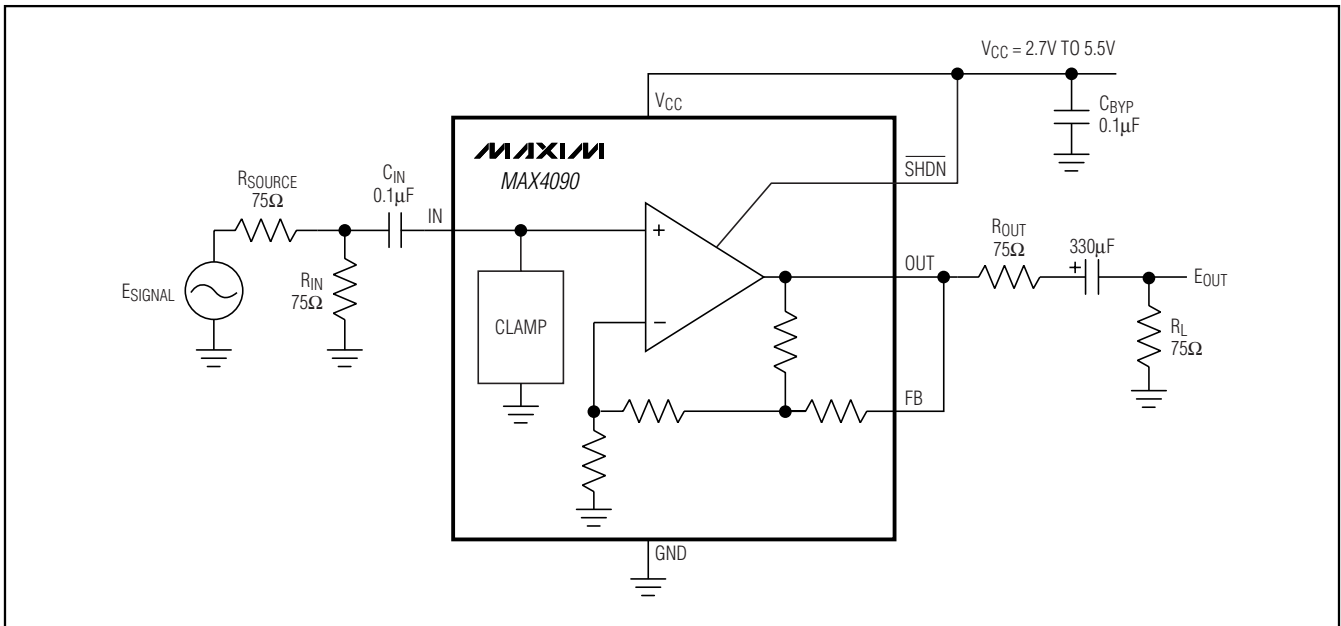 VCC = 2.7V TO 5.5V
VCC
CBYP
0.1µF
MAXIM
MAX4090
SHDN
RSOURCE
75Ω
CIN
0.1µF
IN
+
ROUT
75Ω
330µF
OUT
+
EOUT
ESIGNAL
RIN
75Ω
CLAMP
−
RL
75Ω
FB
GND